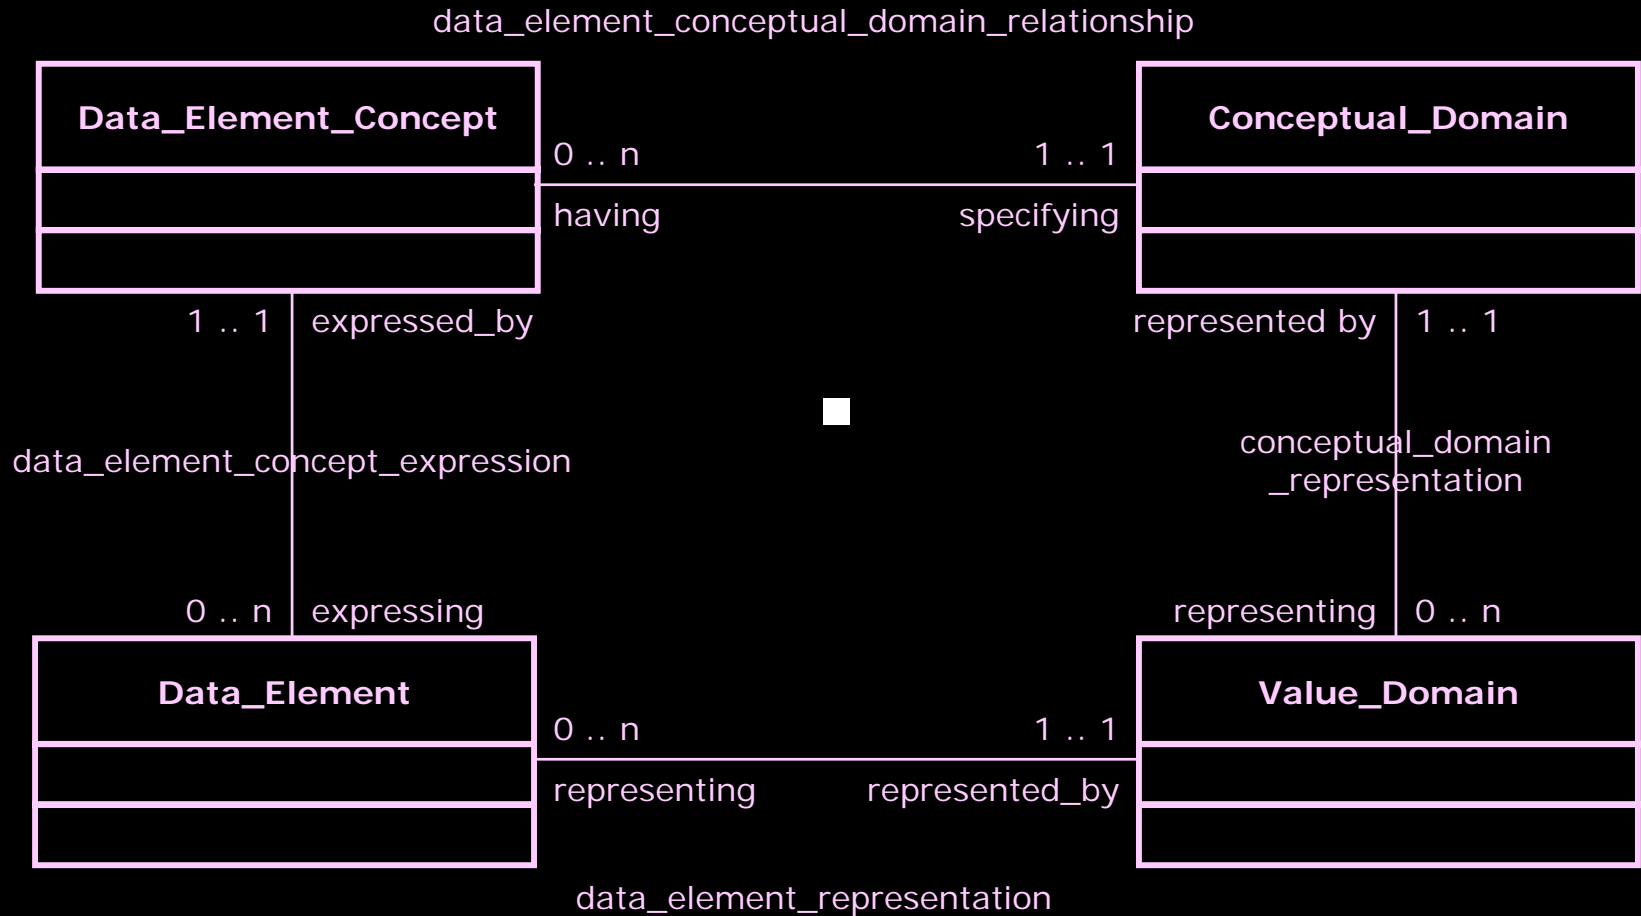 data_element_conceptual_domain_relationship
Data_Element_Concept
Conceptual_Domain
0 .. n
1 .. 1
having
specifying
1 .. 1
expressed_by
represented by
1 .. 1
data_element_concept_expression
conceptual_domain
_representation
0 .. n
expressing
representing
0 .. n
Data_Element
Value_Domain
0 .. n
1 .. 1
representing
represented_by
data_element_representation